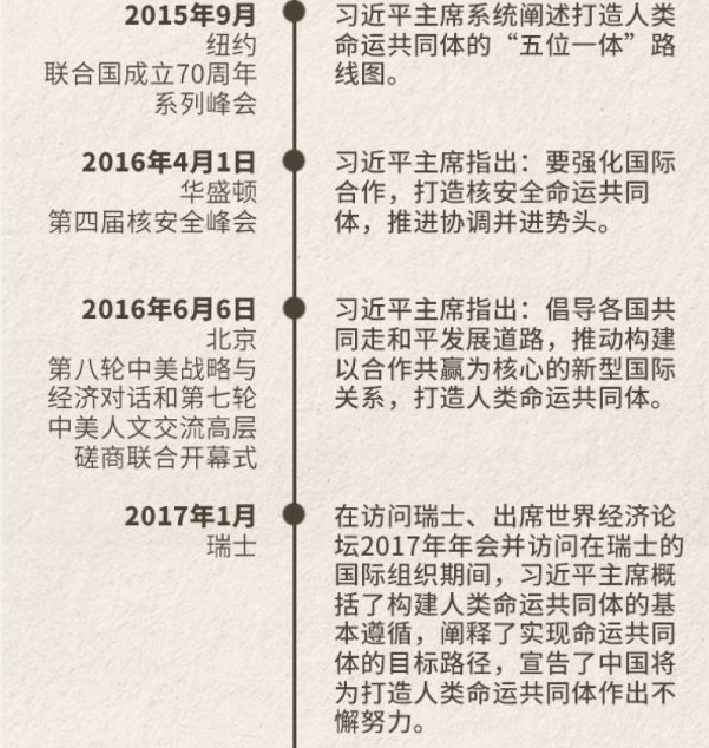 2015年9月
纽约
联合国成立70周年
系列峰会
习近平主席系统阐述打造人类
命运共同体的“五位一体”路
线图。
2016年4月1日
华盛顿
第四届核安全峰会
习近平主席指出：要强化国际
合作，打造核安全命运共同
体，推进协调并进势头。
2016年6月6日
北京
第八轮中美战略与
经济对话和第七轮
中美人文交流高层
磋商联合开幕式
习近平主席指出：倡导各国共
同走和平发展道路，推动构建
以合作共赢为核心的新型国际
关系，打造人类命运共同体。
2017年1月
瑞士
在访问瑞士、出席世界经济论
坛2017年年会并访问在瑞士的
国际组织期间，习近平主席概
括了构建人类命运共同体的基
本遵循，阐释了实现命运共同
体的目标路径，宣告了中国将
为打造人类命运共同体作出不
懈努力。